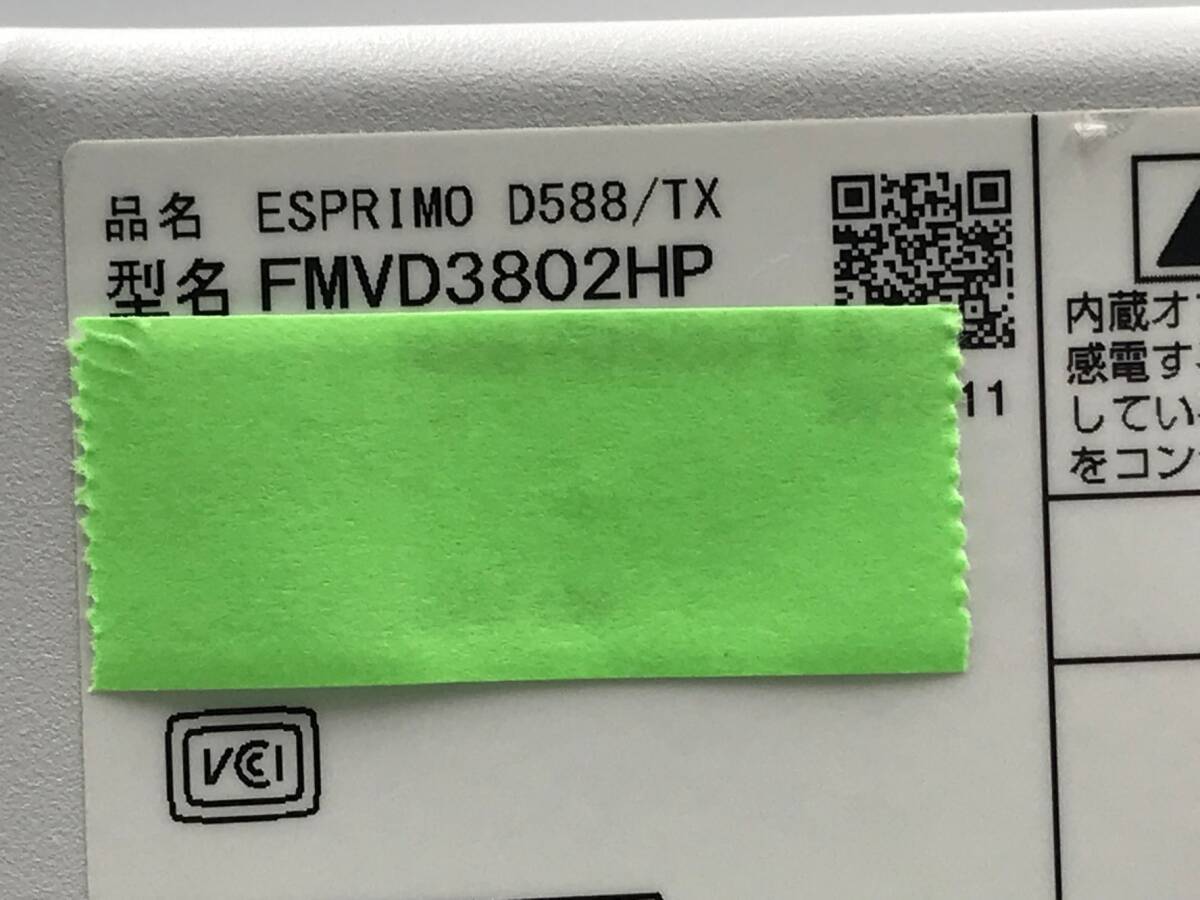 品名 ESPRIMO D588/TX
型名 FMVD3802HP
11
VCCI
内蔵オ
感電す
してい
をコン